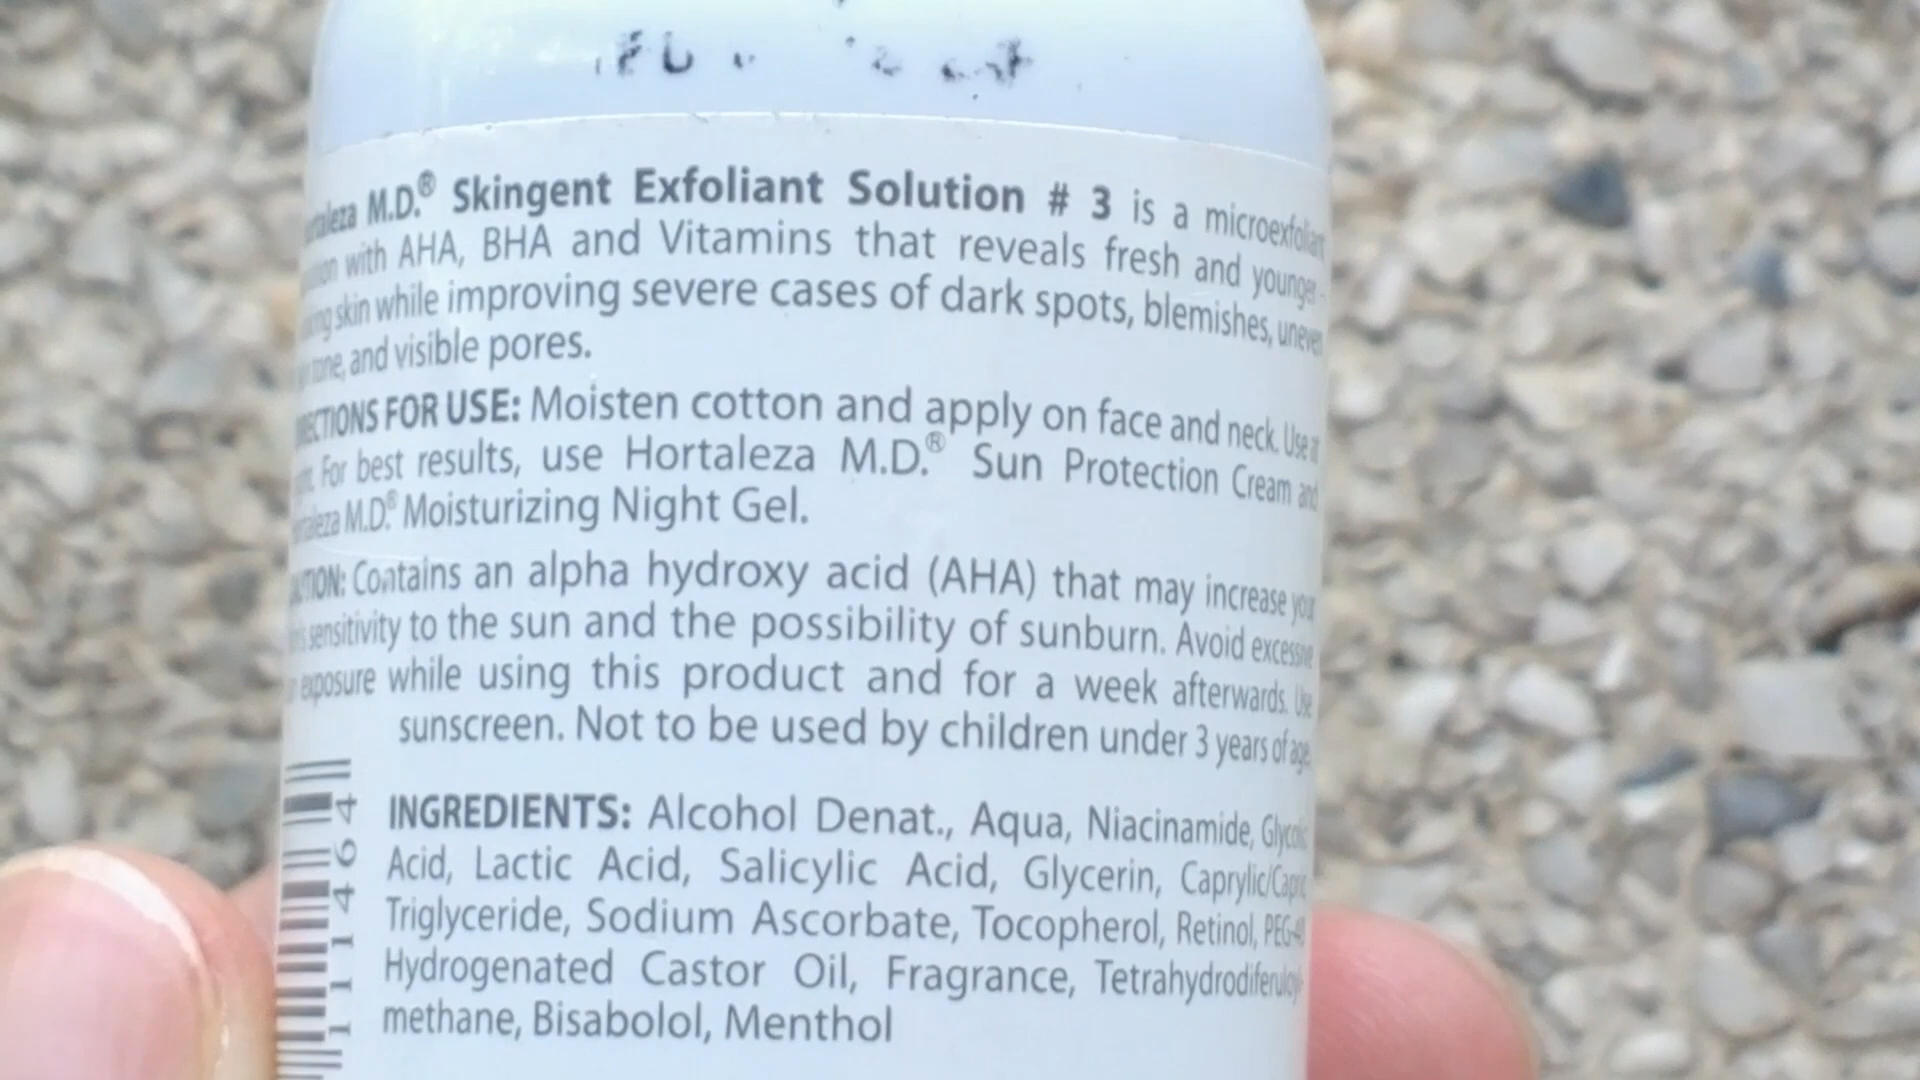 M.D.® Skingent Exfoliant Solution # 3 is a microexfoliant
with AHA, BHA and Vitamins that reveals fresh and younger-
skin while improving severe cases of dark spots, blemishes, uneven
tone, and visible pores.
FOR USE: Moisten cotton and apply on face and neck. Use at
For best results, use Hortaleza M.D.® Sun Protection Cream and
M.D.® Moisturizing Night Gel.
Contains an alpha hydroxy acid (AHA) that may increase your
sensitivity to the sun and the possibility of sunburn. Avoid excessive
exposure while using this product and for a week afterwards. Use
sunscreen. Not to be used by children under 3 years of age.
INGREDIENTS: Alcohol Denat., Aqua, Niacinamide, Glycolic
Acid, Lactic Acid, Salicylic Acid, Glycerin, Caprylic/Capric
Triglyceride, Sodium Ascorbate, Tocopherol, Retinol, PEG-40
Hydrogenated Castor Oil, Fragrance, Tetrahydrodiferuloyl-
methane, Bisabolol, Menthol
111464